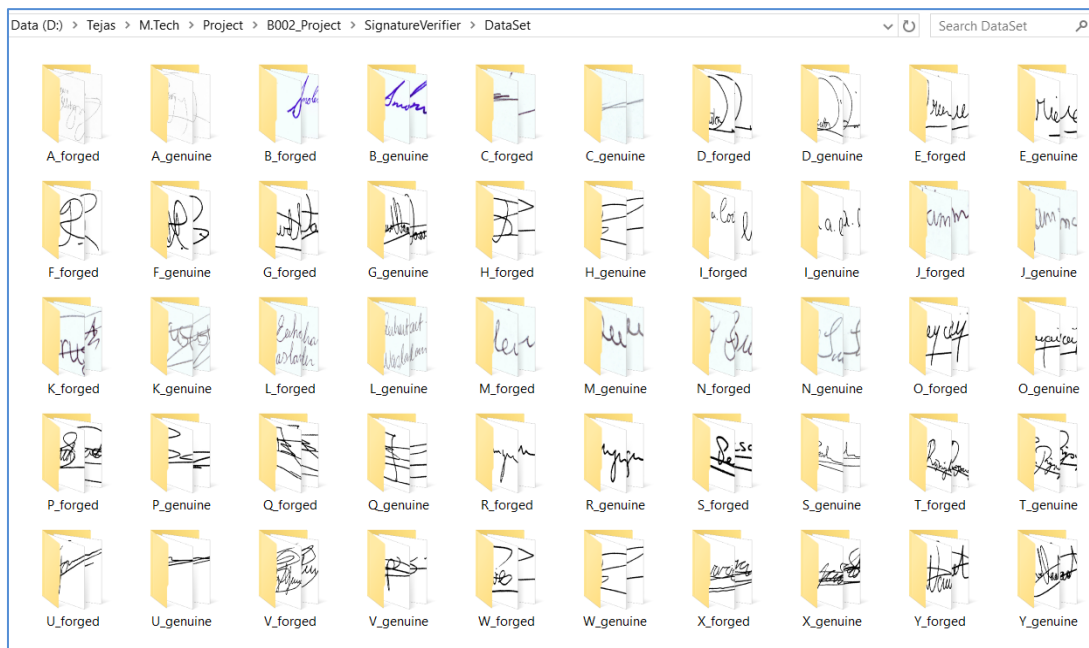 Data (D:) > Tejas > M.Tech > Project > B002_Project > SignatureVerifier > DataSet Search DataSet
A_forged A_genuine B_forged B_genuine C_forged C_genuine D_forged D_genuine E_forged E_genuine
F_forged F_genuine G_forged G_genuine H_forged H_genuine I_forged I_genuine J_forged J_genuine
K_forged K_genuine L_forged L_genuine M_forged M_genuine N_forged N_genuine O_forged O_genuine
P_forged P_genuine Q_forged Q_genuine R_forged R_genuine S_forged S_genuine T_forged T_genuine
U_forged U_genuine V_forged V_genuine W_forged W_genuine X_forged X_genuine Y_forged Y_genuine